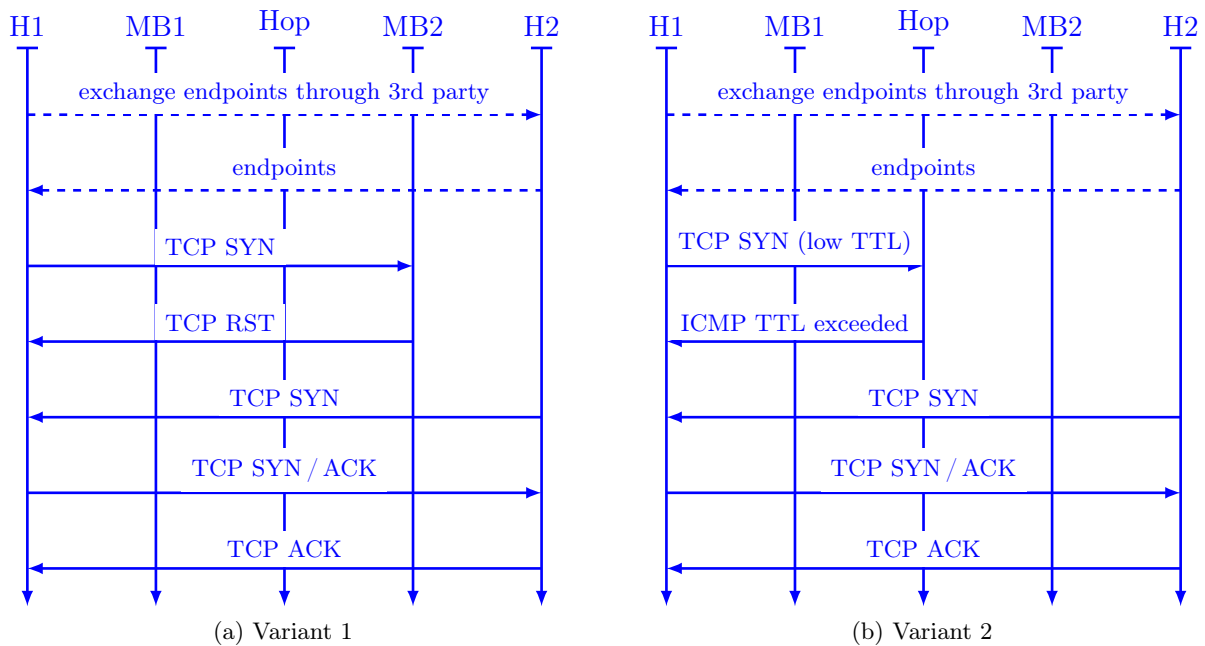 H1 MB1 Hop MB2 H2
exchange endpoints through 3rd party
endpoints
TCP SYN
TCP RST
TCP SYN
TCP SYN / ACK
TCP ACK
(a) Variant 1
H1 MB1 Hop MB2 H2
exchange endpoints through 3rd party
endpoints
TCP SYN (low TTL)
ICMP TTL exceeded
TCP SYN
TCP SYN / ACK
TCP ACK
(b) Variant 2